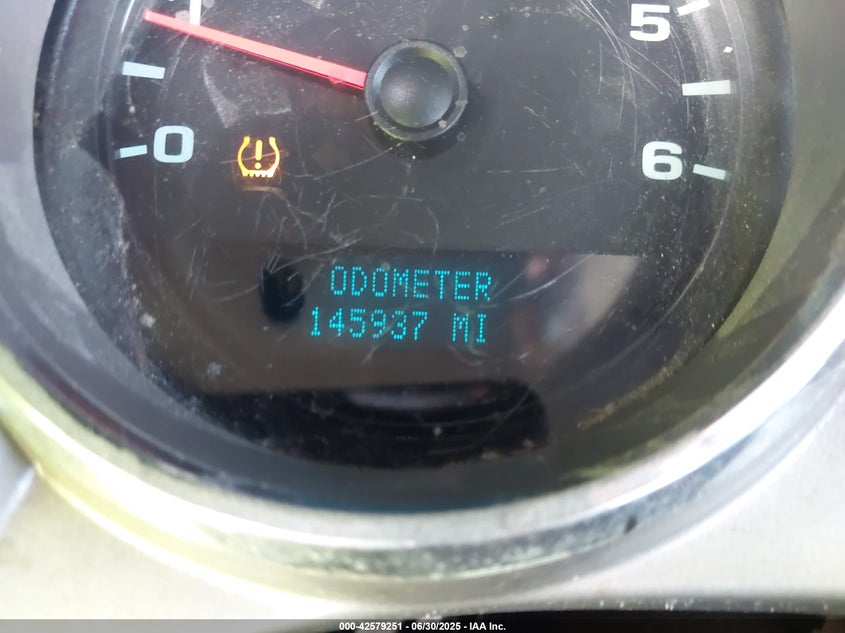 5
0
6
ODOMETER
145937 MI
000-42579251 - 06/30/2025 - IAA Inc.